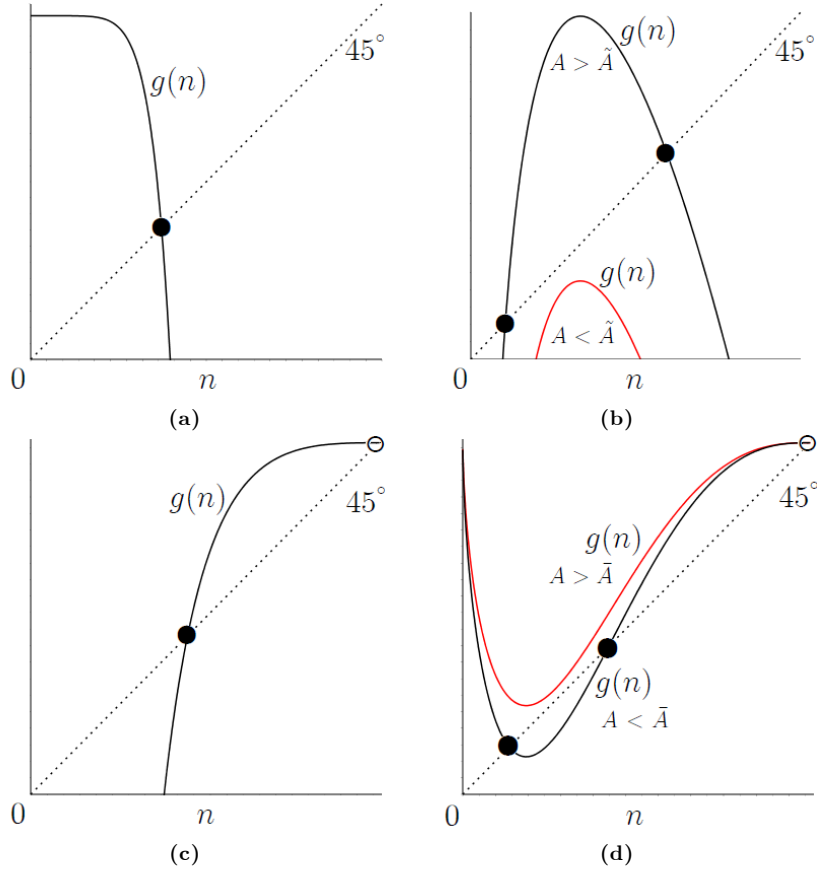 45°
g(n)
0
n
(a)
g(n)
A > Ã
45°
g(n)
A < Ã
0
n
(b)
g(n)
45°
0
n
(c)
45°
g(n)
A > Ā
g(n)
A < Ā
0
n
(d)